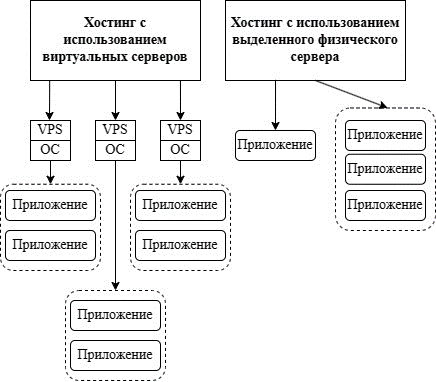 Хостинг с
использованием
виртуальных серверов
Хостинг с использованием
выделенного физического
сервера
VPS
ОС
VPS
ОС
VPS
ОС
Приложение
Приложение
Приложение
Приложение
Приложение
Приложение
Приложение
Приложение
Приложение
Приложение